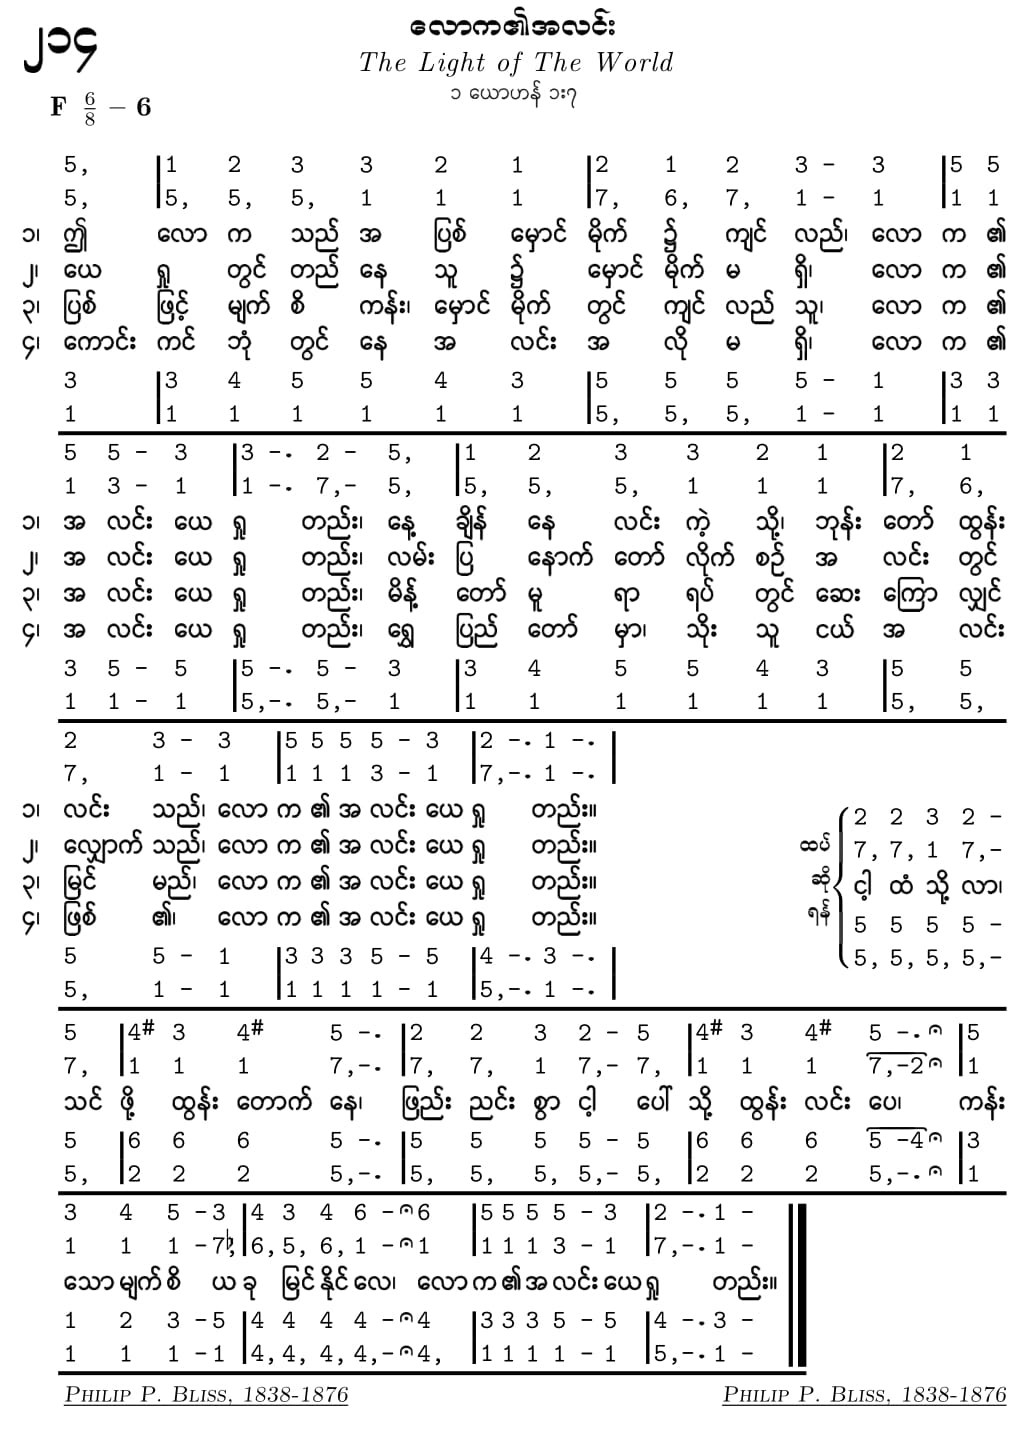 ၂၁၄
လောက၏အလင်း
The Light of The World
၁ ယောဟန် ၁း၇
F 6/8 – 6
5, |1 2 3 3 2 1 |2 1 2 3 – 3 |5 5
5, |5, 5, 5, 1 1 1 |7, 6, 7, 1 – 1 |1 1
၁၊ ဤ လော က သည် အ ပြစ် မှောင် မိုက် ၌ ကျင် လည်၊ လော က ၏
၂၊ ယေ ရှု တွင် တည် နေ သူ ၌ မှောင် မိုက် မ ရှိ၊ လော က ၏
၃၊ ပြစ် ဖြင့် မျက် စိ ကန်း၊ မှောင် မိုက် တွင် ကျင် လည် သူ၊ လော က ၏
၄၊ ကောင်း ကင် ဘုံ တွင် နေ အ လင်း အ လို မ ရှိ၊ လော က ၏
3 |3 4 5 5 4 3 |5 5 5 5 – 1 |3 3
1 |1 1 1 1 1 1 |5, 5, 5, 1 – 1 |1 1
5 5 – 3 |3 –. 2 – 5, |1 2 3 3 2 1 |2 1
1 3 – 1 |1 –. 7,– 5, |5, 5, 5, 1 1 1 |7, 6,
၁၊ အ လင်း ယေ ရှု တည်း၊ နေ့ ချိန် နေ လင်း ကဲ့ သို့၊ ဘုန်း တော် ထွန်း
၂၊ အ လင်း ယေ ရှု တည်း၊ လမ်း ပြ နောက် တော် လိုက် စဉ် အ လင်း တွင်
၃၊ အ လင်း ယေ ရှု တည်း၊ မိန့် တော် မူ ရာ ရပ် တွင် ဆေး ကြော လျှင်
၄၊ အ လင်း ယေ ရှု တည်း၊ ရွှေ ပြည် တော် မှာ၊ သိုး သူ ငယ် အ လင်း
3 5 – 5 |5 –. 5 – 3 |3 4 5 5 4 3 |5 5
1 1 – 1 |5,–. 5,– 1 |1 1 1 1 1 1 |5, 5,
2 3 – 3 |5 5 5 5 – 3 |2 –. 1 –. |
7, 1 – 1 |1 1 1 3 – 1 |7,–. 1 –. |
၁၊ လင်း သည်၊ လော က ၏ အ လင်း ယေ ရှု တည်း။
၂၊ လျှောက် သည်၊ လော က ၏ အ လင်း ယေ ရှု တည်း။
၃၊ မြင် မည်၊ လော က ၏ အ လင်း ယေ ရှု တည်း။
၄၊ ဖြစ် ၏၊ လော က ၏ အ လင်း ယေ ရှု တည်း။
5 5 – 1 |3 3 3 5 – 5 |4 –. 3 –. |
5, 1 – 1 |1 1 1 1 – 1 |5,–. 1 –. |
ထပ်
ဆို
ရန်
2 2 3 2 –
7, 7, 1 7,–
င့ါ ထံ သို့ လာ၊
5 5 5 5 –
5, 5, 5, 5,–
5 |4# 3 4# 5 –. |2 2 3 2 – 5 |4# 3 4# 5 –. |5
7, |1 1 1 7,–. |7, 7, 1 7,– 7, |1 1 1 7,–2 |1
သင် ဖို့ ထွန်း တောက် နေ၊ ဖြည်း ညင်း စွာ င့ါ ပေါ် သို့ ထွန်း လင်း ပေ၊ ကန်း
5 |6 6 6 5 –. |5 5 5 5 – 5 |6 6 6 5 –4 |3
5, |2 2 2 5,–. |5, 5, 5, 5,– 5, |2 2 2 5,–. |1
3 4 5 –3 |4 3 4 6 –6 |5 5 5 5 – 3 |2 –. 1 –
1 1 1 –7♭, |6, 5, 6, 1 –1 |1 1 1 3 – 1 |7,–. 1 –
သော မျက် စိ ယ ခု မြင် နိုင် လေ၊ လော က ၏ အ လင်း ယေ ရှု တည်း။
1 2 3 –5 |4 4 4 4 –4 |3 3 3 5 – 5 |4 –. 3 –
1 1 1 –1 |4, 4, 4, 4,–4, |1 1 1 1 – 1 |5,–. 1 –
PHILIP P. BLISS, 1838-1876 PHILIP P. BLISS, 1838-1876